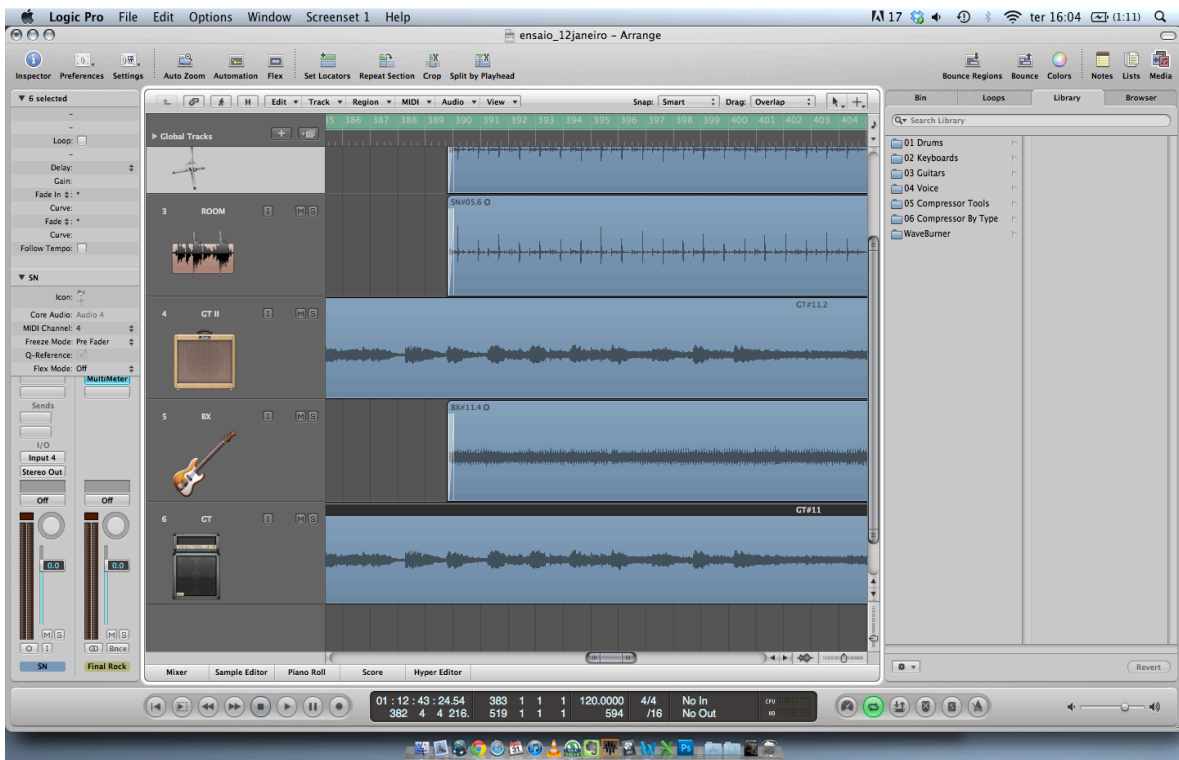 Logic Pro File Edit Options Window Screenset 1 Help 17 ter 16:04 (1:11)
ensaio_12janeiro – Arrange
Inspector Preferences Settings Auto Zoom Automation Flex Set Locators Repeat Section Crop Split by Playhead Bounce Regions Bounce Colors Notes Lists Media
6 selected
-
-
Loop:
-
Delay:
Gain:
Fade In : *
Curve:
Fade : *
Curve:
Follow Tempo:
SN
Icon:
Core Audio: Audio 4
MIDI Channel: 4
Freeze Mode: Pre Fader
Q-Reference:
Flex Mode: Off
MultiMeter
Sends
I/O
Input 4
Stereo Out
Off Off
0.0 0.0
M S M S
O I Bnce
SN Final Rock
H Edit Track Region MIDI Audio View Snap: Smart Drag: Overlap
386 387 388 389 390 391 392 393 394 395 396 397 398 399 400 401 402 403 404
Global Tracks
3 ROOM I M S
SN#05.6
4 GT II I M S
GT#11.2
5 BX I M S
BX#11.4
6 GT I M S
GT#11
Mixer Sample Editor Piano Roll Score Hyper Editor
Bin Loops Library Browser
Search Library
01 Drums
02 Keyboards
03 Guitars
04 Voice
05 Compressor Tools
06 Compressor By Type
WaveBurner
Revert
01 : 12 : 43 : 24.54 383 1 1 1 120.0000 4/4 No In CPU
382 4 4 216. 519 1 1 1 594 /16 No Out HD